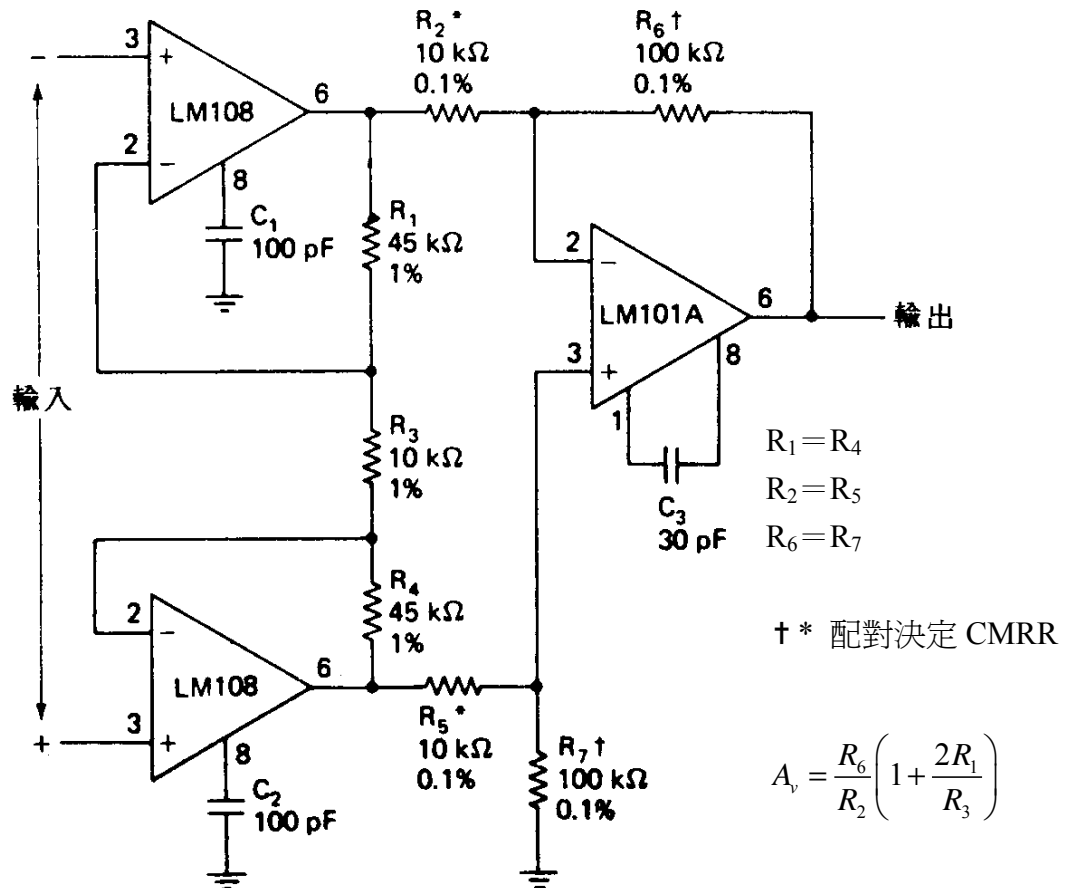 R₂*
10 kΩ
0.1%
R₆†
100 kΩ
0.1%
−
3
+
LM108
6
2
−
8
C₁
100 pF
R₁
45 kΩ
1%
2
−
LM101A
6
輸出
3
+
8
1
輸入
R₃
10 kΩ
1%
C₃
30 pF
R₁＝R₄
R₂＝R₅
R₆＝R₇
R₄
45 kΩ
1%
2
−
LM108
6
† * 配對決定 CMRR
+
3
+
8
R₅*
10 kΩ
0.1%
R₇†
100 kΩ
0.1%
C₂
100 pF
Aᵥ = R₆/R₂ (1 + 2R₁/R₃)